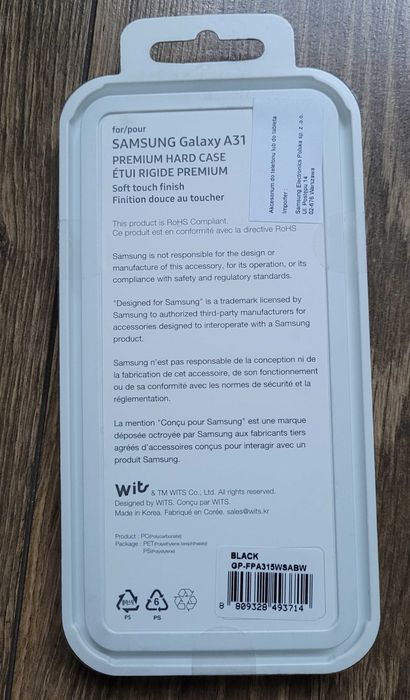 for/pour
SAMSUNG Galaxy A31
PREMIUM HARD CASE
ÉTUI RIGIDE PREMIUM
Soft touch finish
Finition douce au toucher
Akcesorium do telefonu lub do tabletu
Importer :
Samsung Electronics Polska sp. z .o.o.
Ul. Postępu 14
02-676 Warszawa
This product is RoHS Compliant.
Ce produit est en conformité avec la directive RoHS
Samsung is not responsible for the design or
manufacture of this accessory, for its operation, or its
compliance with safety and regulatory standards.
"Designed for Samsung" is a trademark licensed by
Samsung to authorized third-party manufacturers for
accessories designed to interoperate with a Samsung
product.
Samsung n'est pas responsable de la conception ni de
la fabrication de cet accessoire, de son fonctionnement
ou de sa conformité avec les normes de sécurité et la
réglementation.
La mention "Conçu pour Samsung" est une marque
déposée octroyée par Samsung aux fabricants tiers
agréés d'accessoires conçus pour interagir avec un
produit Samsung.
Wits & TM WITS Co., Ltd. All rights reserved.
Designed by WITS. Conçu par WITS.
Made in Korea. Fabriqué en Corée. sales@wits.kr
Product : PC(Polycarbonate)
Package : PET(Polyethylene terephthalate)
PS(Polystyrene)
BLACK
GP-FPA315WSABW
8 809328 493714
PS
6
PS